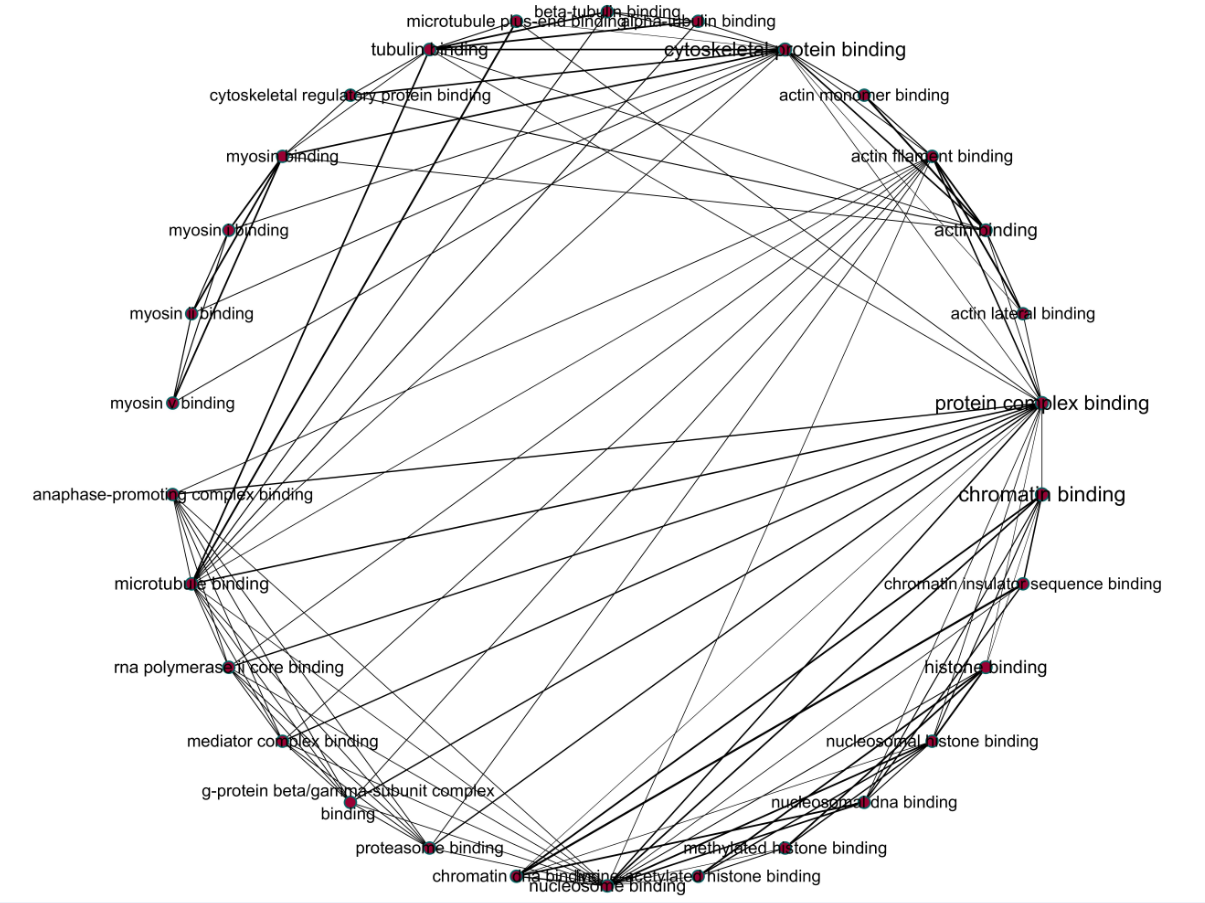 beta-tubulin binding
microtubule plus-end binding
alpha-tubulin binding
tubulin binding
cytoskeletal protein binding
cytoskeletal regulatory protein binding
actin monomer binding
myosin binding
actin filament binding
myosin i binding
actin binding
myosin ii binding
actin lateral binding
myosin v binding
protein complex binding
anaphase-promoting complex binding
chromatin binding
microtubule binding
chromatin insulator sequence binding
rna polymerase ii core binding
histone binding
mediator complex binding
nucleosomal histone binding
g-protein beta/gamma-subunit complex
binding
nucleosomal dna binding
proteasome binding
methylated histone binding
chromatin dna binding
lysine-acetylated histone binding
nucleosome binding